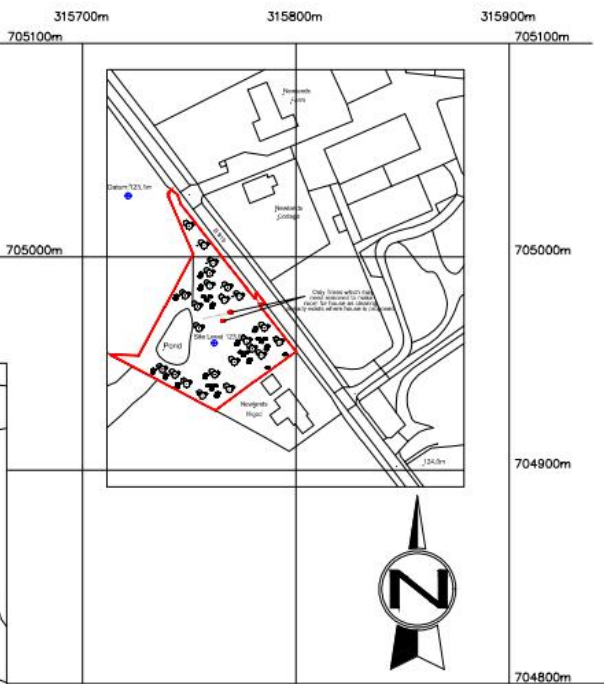 315700m 315800m 315900m
705100m 705100m
Newlands
Farm
Datum 125.1m
Newlands
Cottage
B 919
705000m 705000m
Only Trees which may
need removed to make
room for house as clearing
already exists where house is proposed
Site Level 123.
Pond
Newlands
124.0m
704900m
N
704800m